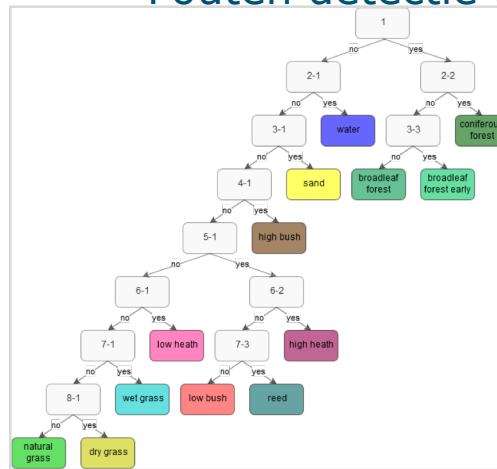 Fouten detectie
1
no
yes
2-1
2-2
no
yes
no
yes
3-1
water
3-3
coniferou
forest
no
yes
no
yes
4-1
sand
broadleaf
forest
broadleaf
forest early
no
yes
5-1
high bush
no
yes
6-1
6-2
no
yes
no
yes
7-1
low heath
7-3
high heath
no
yes
no
yes
8-1
wet grass
low bush
reed
no
yes
natural
grass
dry grass